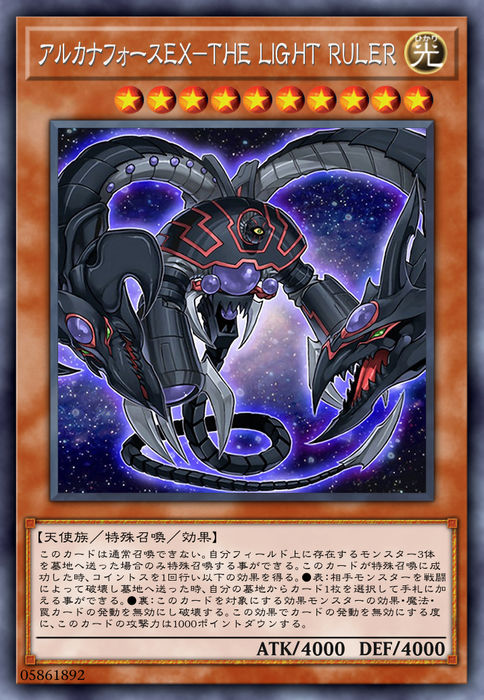 アルカナフォースEX－THE LIGHT RULER
ひかり
光
【天使族／特殊召喚／効果】
このカードは通常召喚できない。自分フィールド上に存在するモンスター3体
を墓地へ送った場合のみ特殊召喚する事ができる。このカードが特殊召喚に
成功した時、コイントスを1回行い以下の効果を得る。●表：相手モンスターを戦闘
によって破壊し墓地へ送った時、自分の墓地からカード1枚を選択して手札に加
える事ができる。●裏：このカードを対象にする効果モンスターの効果・魔法・
罠カードの発動を無効にし破壊する。この効果でカードの発動を無効にする度
に、このカードの攻撃力は1000ポイントダウンする。
ATK/4000 DEF/4000
05861892